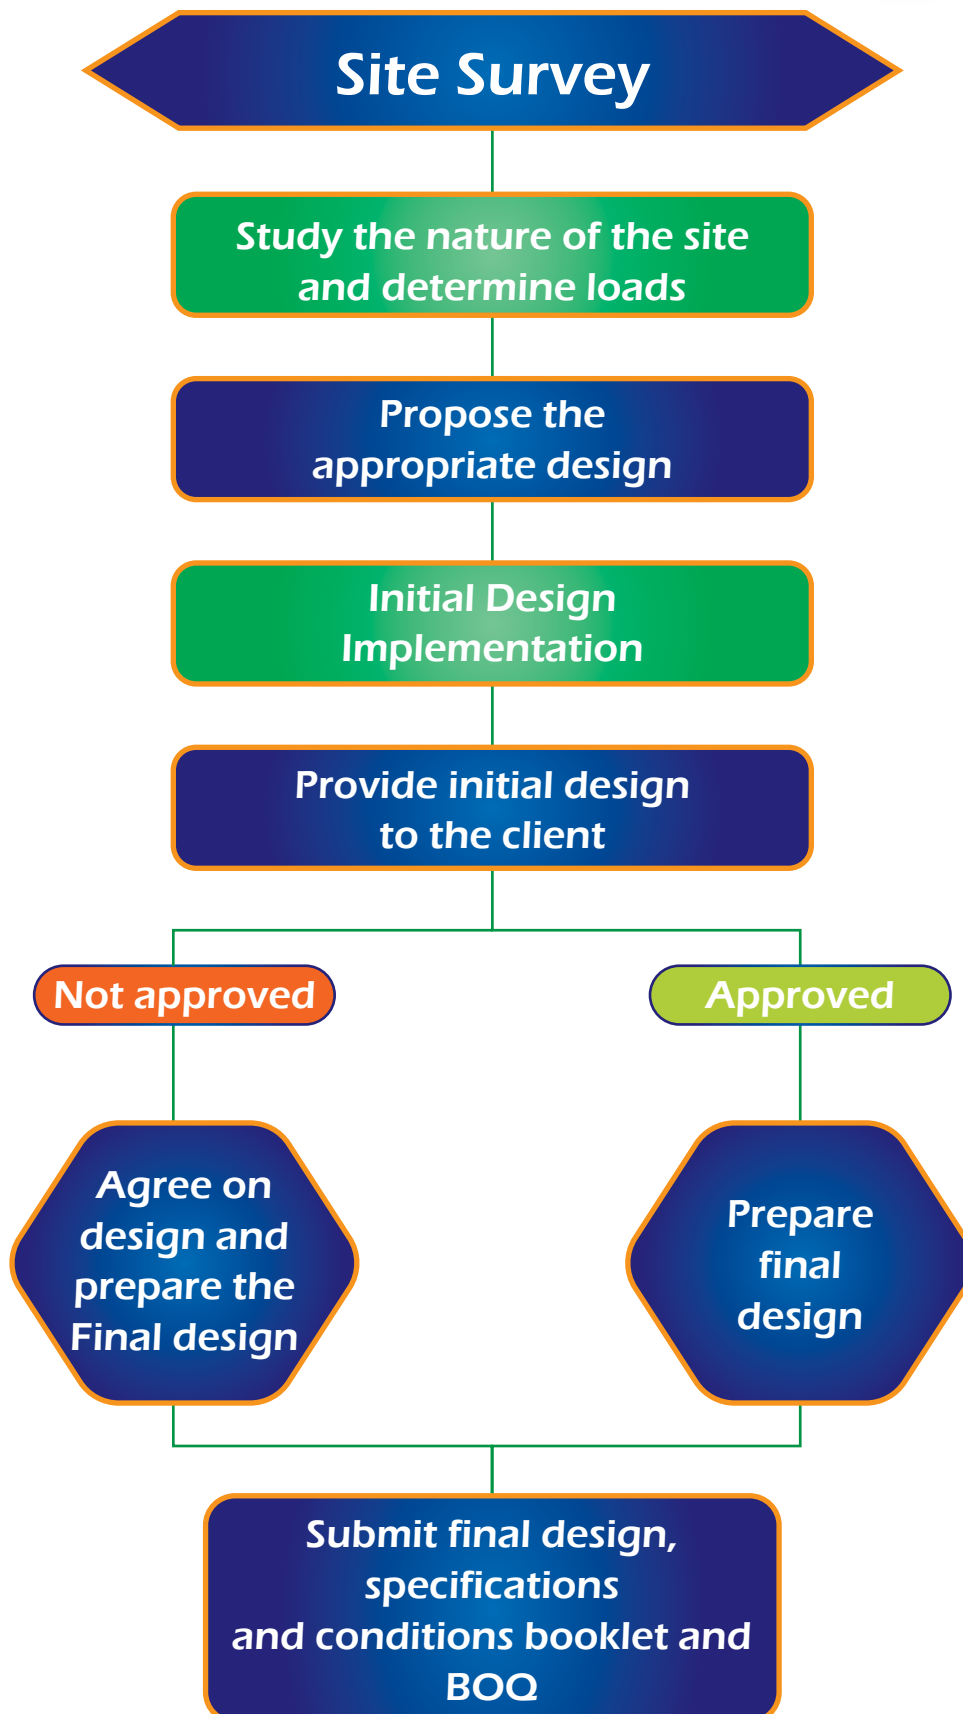 Site Survey
Study the nature of the site
and determine loads
Propose the
appropriate design
Initial Design
Implementation
Provide initial design
to the client
Not approved
Approved
Agree on
design and
prepare the
Final design
Prepare
final
design
Submit final design,
specifications
and conditions booklet and
BOQ